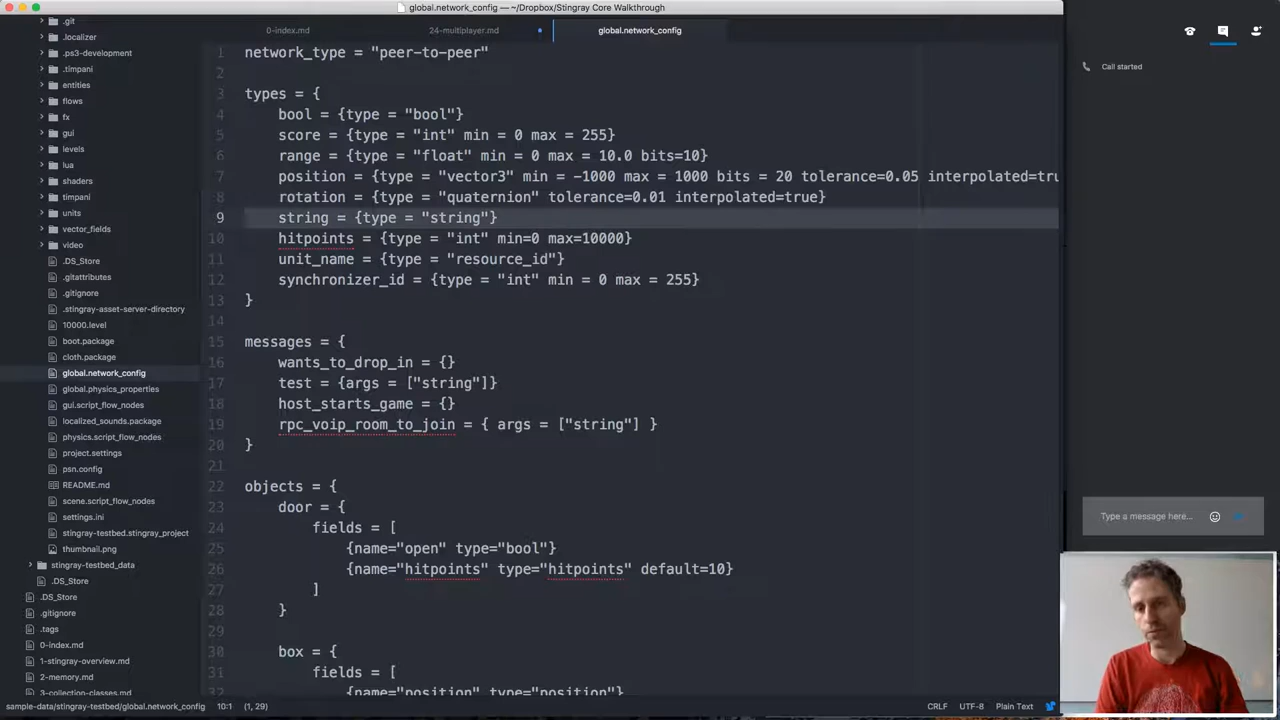 global.network_config — ~/Dropbox/Stingray Core Walkthrough
0-index.md
24-multiplayer.md
global.network_config
.git
.localizer
.ps3-development
.timpani
entities
flows
fx
gui
levels
lua
shaders
timpani
units
vector_fields
video
.DS_Store
.gitattributes
.gitignore
.stingray-asset-server-directory
10000.level
boot.package
cloth.package
global.network_config
global.physics_properties
gui.script_flow_nodes
localized_sounds.package
physics.script_flow_nodes
project.settings
psn.config
README.md
scene.script_flow_nodes
settings.ini
stingray-testbed.stingray_project
thumbnail.png
stingray-testbed_data
.DS_Store
.DS_Store
.gitignore
.tags
0-index.md
1-stingray-overview.md
2-memory.md
3-collection-classes.md
1 network_type = "peer-to-peer"
2
3 types = {
4 bool = {type = "bool"}
5 score = {type = "int" min = 0 max = 255}
6 range = {type = "float" min = 0 max = 10.0 bits=10}
7 position = {type = "vector3" min = -1000 max = 1000 bits = 20 tolerance=0.05 interpolated=tru
8 rotation = {type = "quaternion" tolerance=0.01 interpolated=true}
9 string = {type = "string"}
10 hitpoints = {type = "int" min=0 max=10000}
11 unit_name = {type = "resource_id"}
12 synchronizer_id = {type = "int" min = 0 max = 255}
13 }
14
15 messages = {
16 wants_to_drop_in = {}
17 test = {args = ["string"]}
18 host_starts_game = {}
19 rpc_voip_room_to_join = { args = ["string"] }
20 }
21
22 objects = {
23 door = {
24 fields = [
25 {name="open" type="bool"}
26 {name="hitpoints" type="hitpoints" default=10}
27 ]
28 }
29
30 box = {
31 fields = [
32 {name="position" type="position"}
sample-data/stingray-testbed/global.network_config 10:1 (1, 29) CRLF UTF-8 Plain Text
Call started
Type a message here...